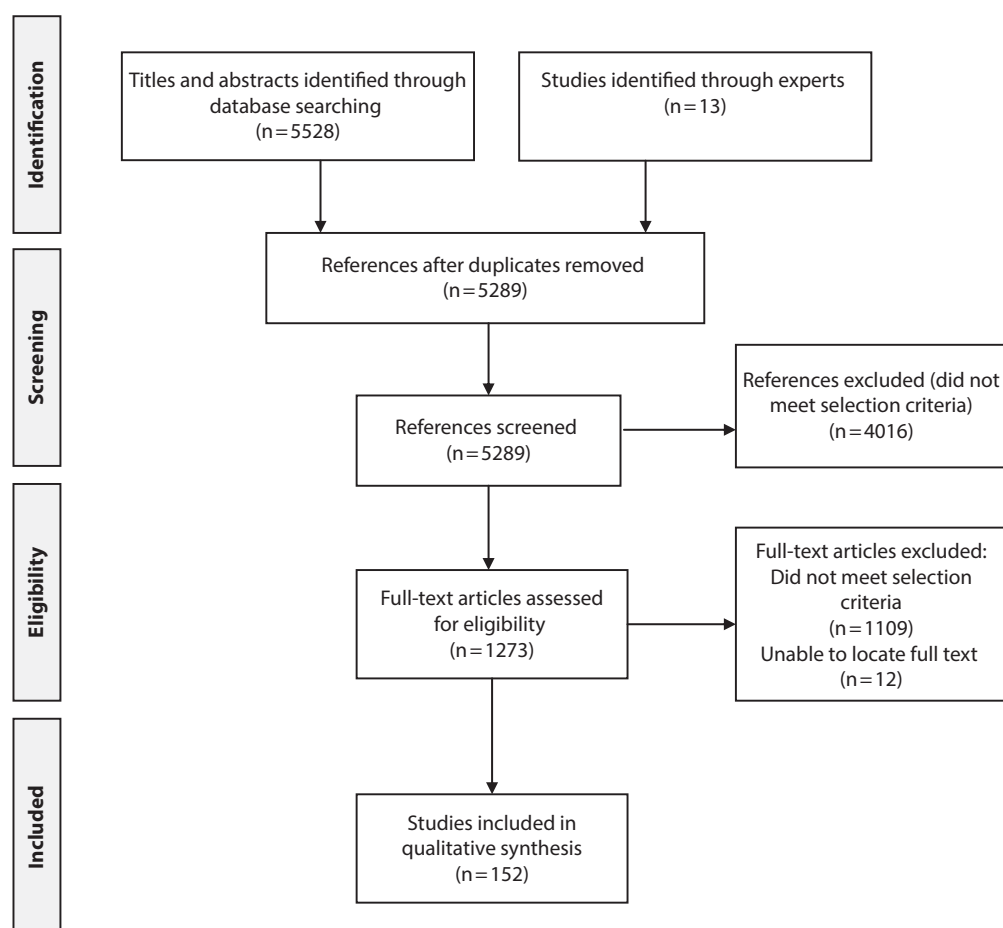 Identification
Titles and abstracts identified through
database searching
(n=5528)
Studies identified through experts
(n=13)
References after duplicates removed
(n=5289)
Screening
References screened
(n=5289)
References excluded (did not
meet selection criteria)
(n=4016)
Eligibility
Full-text articles assessed
for eligibility
(n=1273)
Full-text articles excluded:
Did not meet selection
criteria
(n=1109)
Unable to locate full text
(n=12)
Included
Studies included in
qualitative synthesis
(n=152)